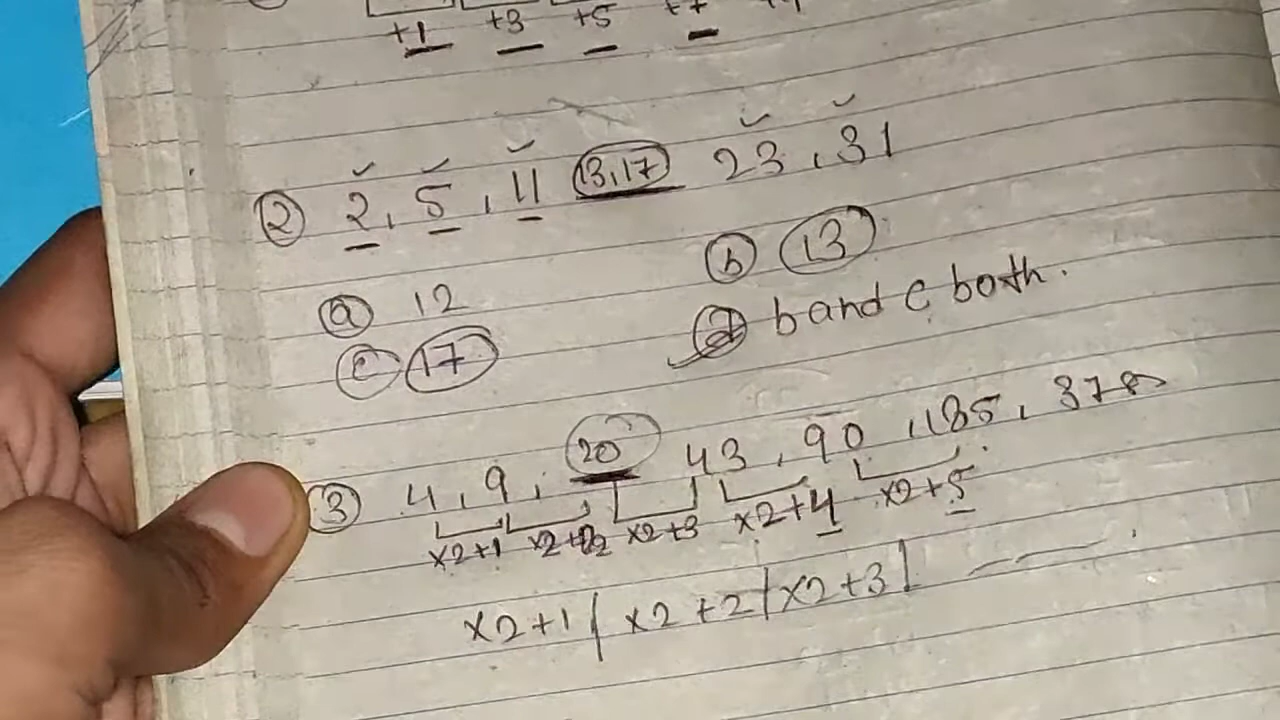 +1 +3 +5 +7
② 2, 5, 11 13,17 23, 31
ⓐ 12 ⓑ 13
ⓒ 17 ⓓ b and c both.
③ 4, 9, 20 43, 90, 185, 376
×2+1 ×2+2 ×2+3 ×2+4 ×2+5
×2+1 | ×2+2 | ×2+3 |